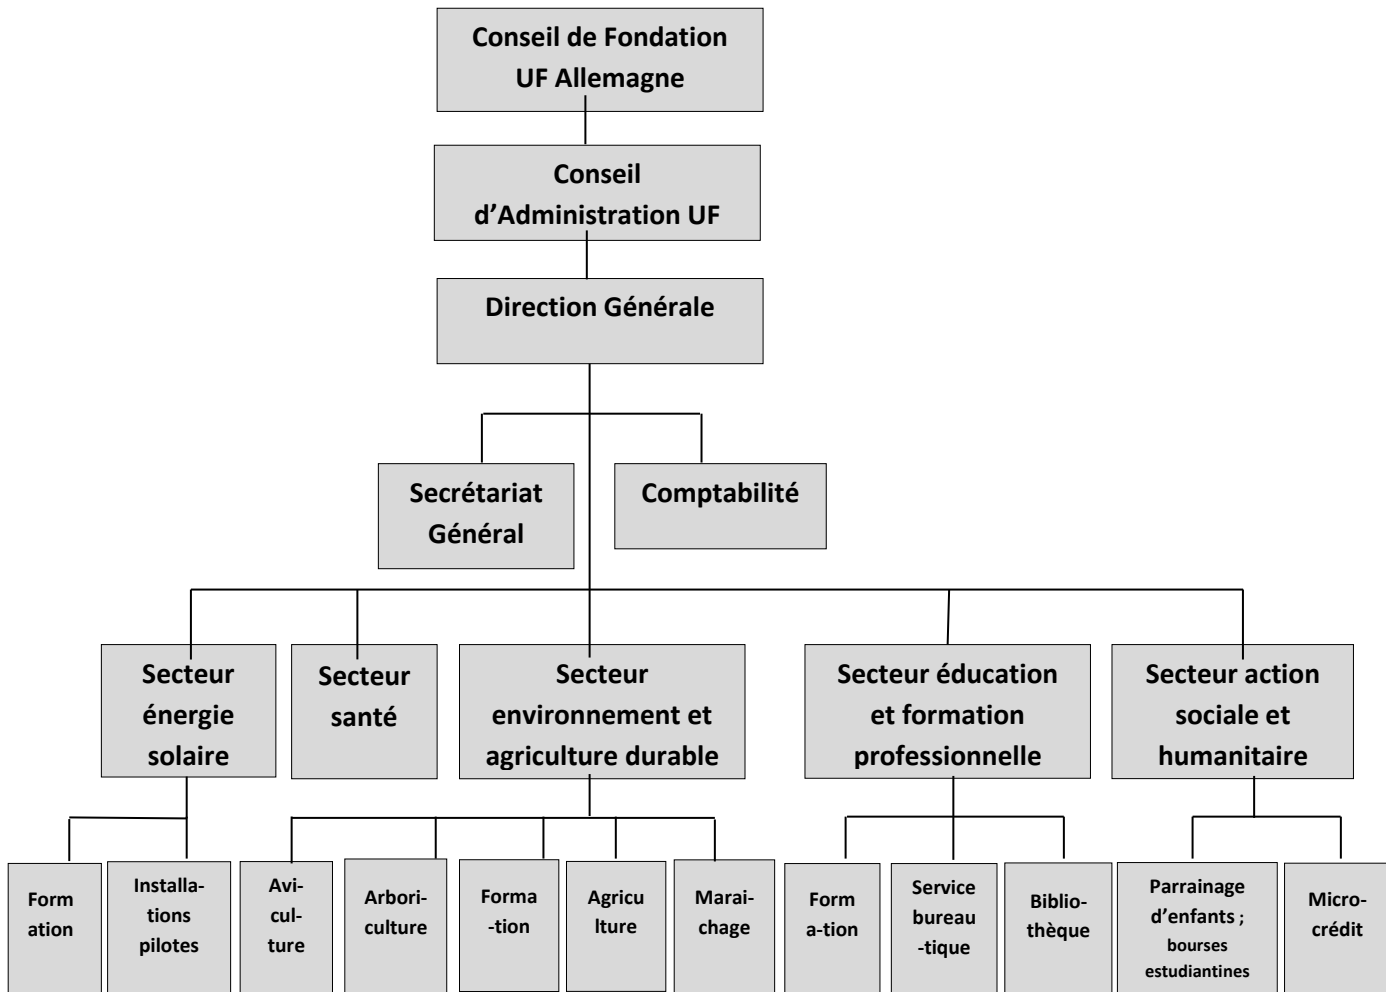 Conseil de Fondation
UF Allemagne
Conseil
d’Administration UF
Direction Générale
Secrétariat
Général
Comptabilité
Secteur
énergie
solaire
Secteur
santé
Secteur
environnement et
agriculture durable
Secteur éducation
et formation
professionnelle
Secteur action
sociale et
humanitaire
Form
ation
Installa-
tions
pilotes
Avi-
cul-
ture
Arbori-
culture
Forma
-tion
Agricu
lture
Marai-
chage
Form
a-tion
Service
bureau
-tique
Biblio-
thèque
Parrainage
d’enfants ;
bourses
estudiantines
Micro-
crédit